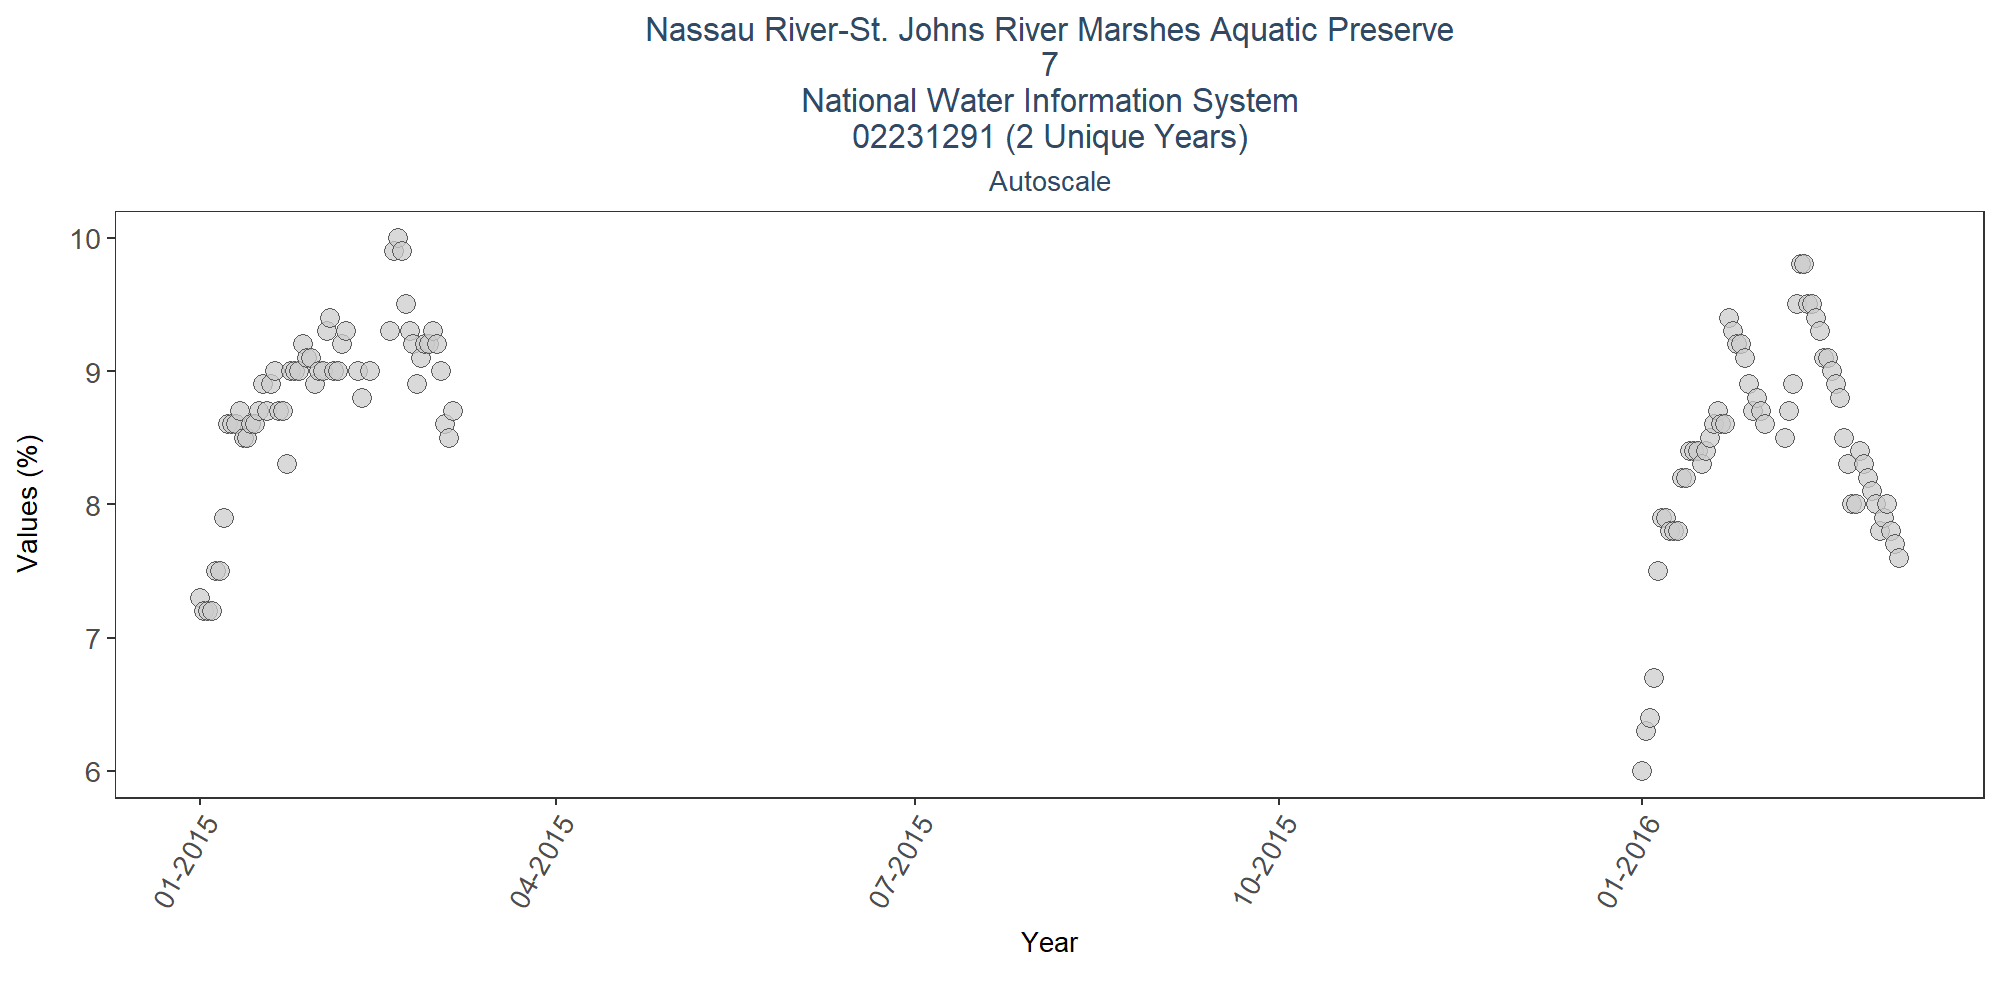 Nassau River-St. Johns River Marshes Aquatic Preserve
7
National Water Information System
02231291 (2 Unique Years)
Autoscale
10
9
8
7
6
Values (%)
01-2015
04-2015
07-2015
10-2015
01-2016
Year